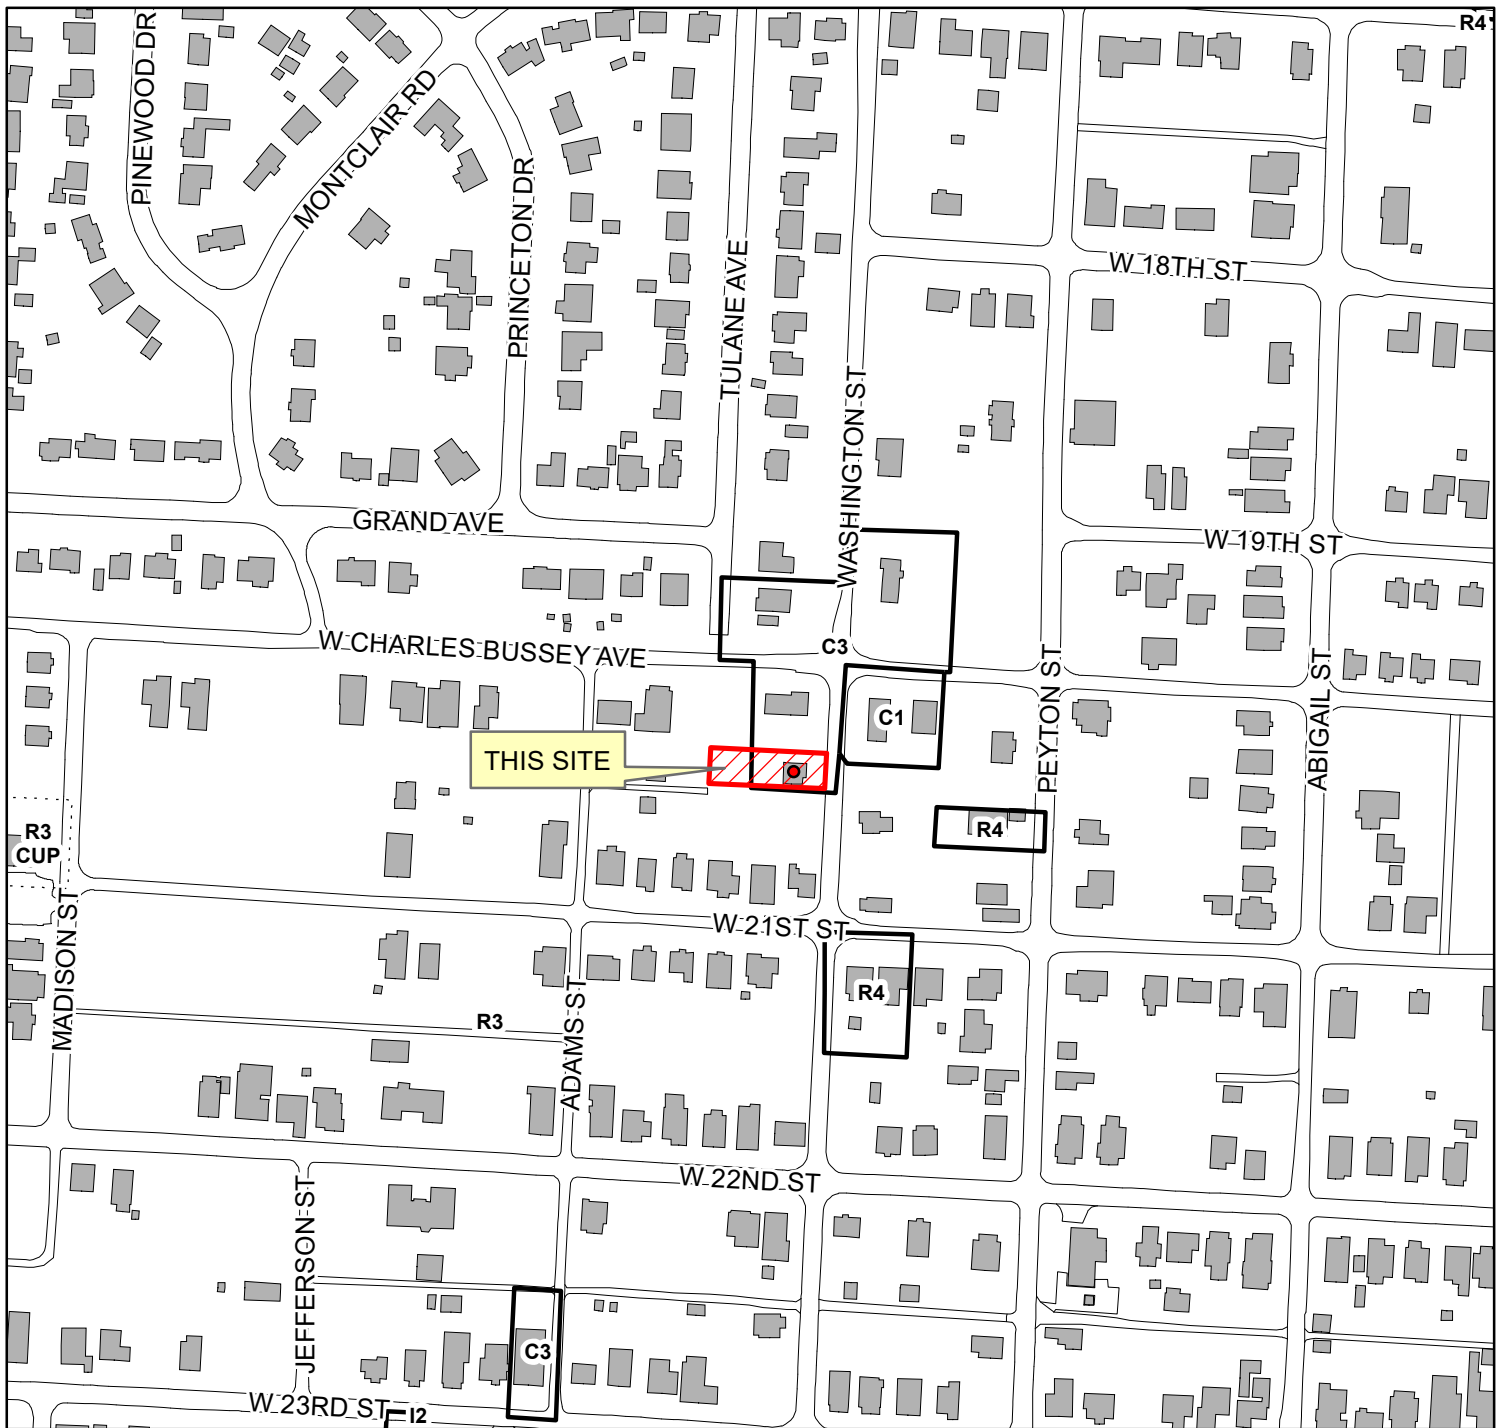 R4
PINEWOOD DR
MONTCLAIR RD
PRINCETON DR
TULANE AVE
W 18TH ST
WASHINGTON ST
GRAND AVE
W 19TH ST
W CHARLES BUSSEY AVE
C3
PEYTON ST
ABIGAIL ST
C1
THIS SITE
R3
CUP
R4
MADISON ST
W 21ST ST
R4
R3
ADAMS ST
W 22ND ST
JEFFERSON ST
C3
W 23RD ST
I2